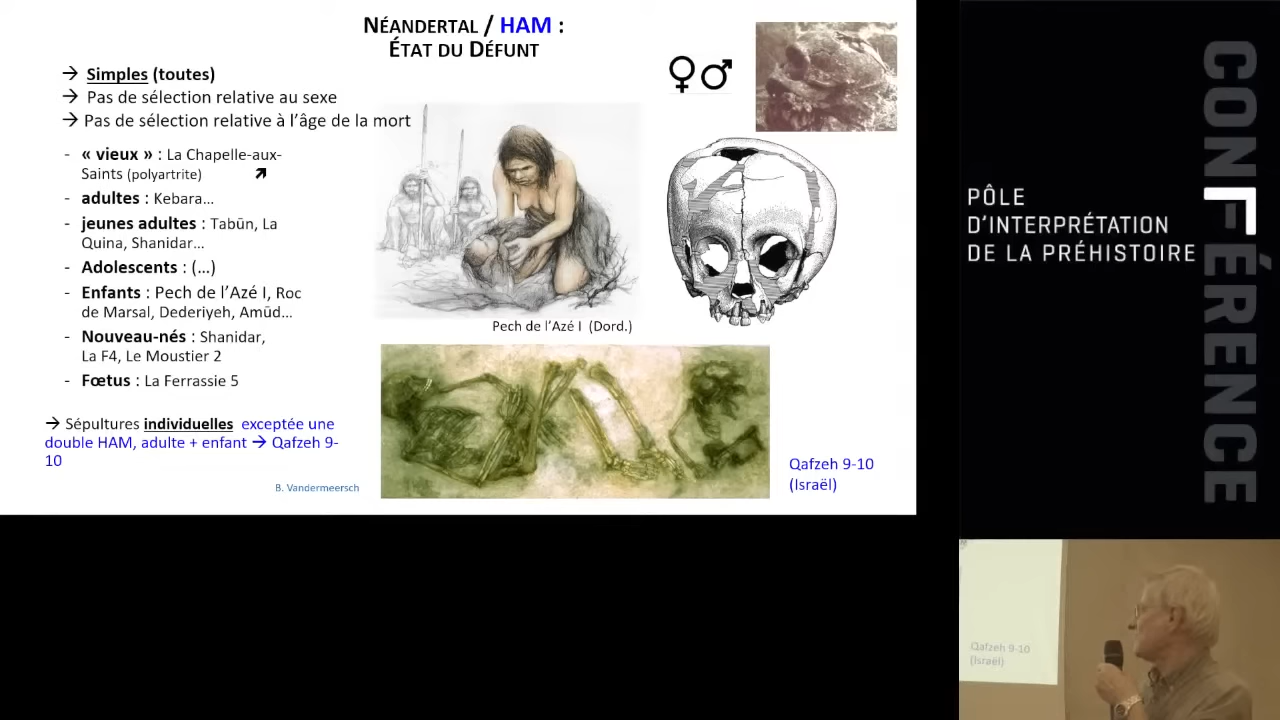 NÉANDERTAL / HAM :
ÉTAT DU DÉFUNT
→ Simples (toutes)
→ Pas de sélection relative au sexe
→ Pas de sélection relative à l’âge de la mort
- « vieux » : La Chapelle-aux-
Saints (polyartrite)
- adultes : Kebara…
- jeunes adultes : Tabūn, La
Quina, Shanidar…
- Adolescents : (…)
- Enfants : Pech de l’Azé I, Roc
de Marsal, Dederiyeh, Amūd…
- Nouveau-nés : Shanidar,
La F4, Le Moustier 2
- Fœtus : La Ferrassie 5
→ Sépultures individuelles exceptée une
double HAM, adulte + enfant → Qafzeh 9-
10
B. Vandermeersch
♀♂
Pech de l’Azé I (Dord.)
Qafzeh 9-10
(Israël)
PÔLE
D’INTERPRÉTATION
DE LA PRÉHISTOIRE
CONFÉRENCE
Qafzeh 9-10
(Israël)